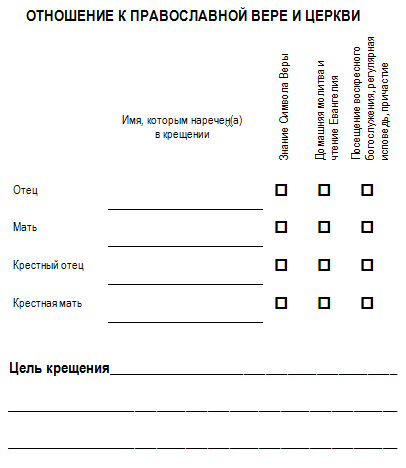 ОТНОШЕНИЕ К ПРАВОСЛАВНОЙ ВЕРЕ И ЦЕРКВИ
Имя, которым наречен(а)
в крещении
Знание Символа Веры
Домашняя молитва и
чтение Евангелия
Посещение воскресного
богослужения, регулярная
исповедь, причастие
Отец
Мать
Крестный отец
Крестная мать
Цель крещения